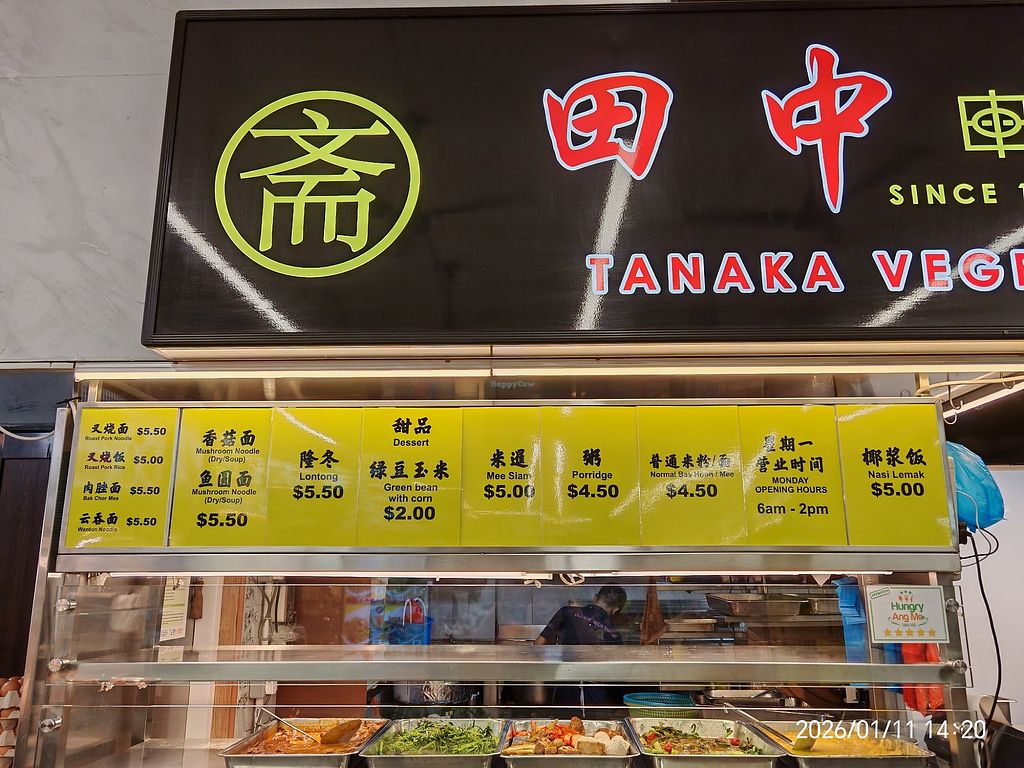 斋
田中
SINCE 1
TANAKA VEGE
HappyCow
叉烧面 $5.50
Roast Pork Noodle
叉烧饭 $5.00
Roast Pork Rice
肉脞面 $5.50
Bak Chor Mee
云吞面 $5.50
Wanton Noodle
香菇面
Mushroom Noodle
(Dry/Soup)
鱼圆面
Mushroom Noodle
(Dry/Soup)
$5.50
隆冬
Lontong
$5.50
甜品
Dessert
绿豆玉米
Green bean
with corn
$2.00
米暹
Mee Siam
$5.00
粥
Porridge
$4.50
普通米粉/面
Normal Bee Hoon / Mee
$4.50
星期一
营业时间
MONDAY
OPENING HOURS
6am - 2pm
椰浆饭
Nasi Lemak
$5.00
Hungry
Ang Mo
2026/01/11 14:20